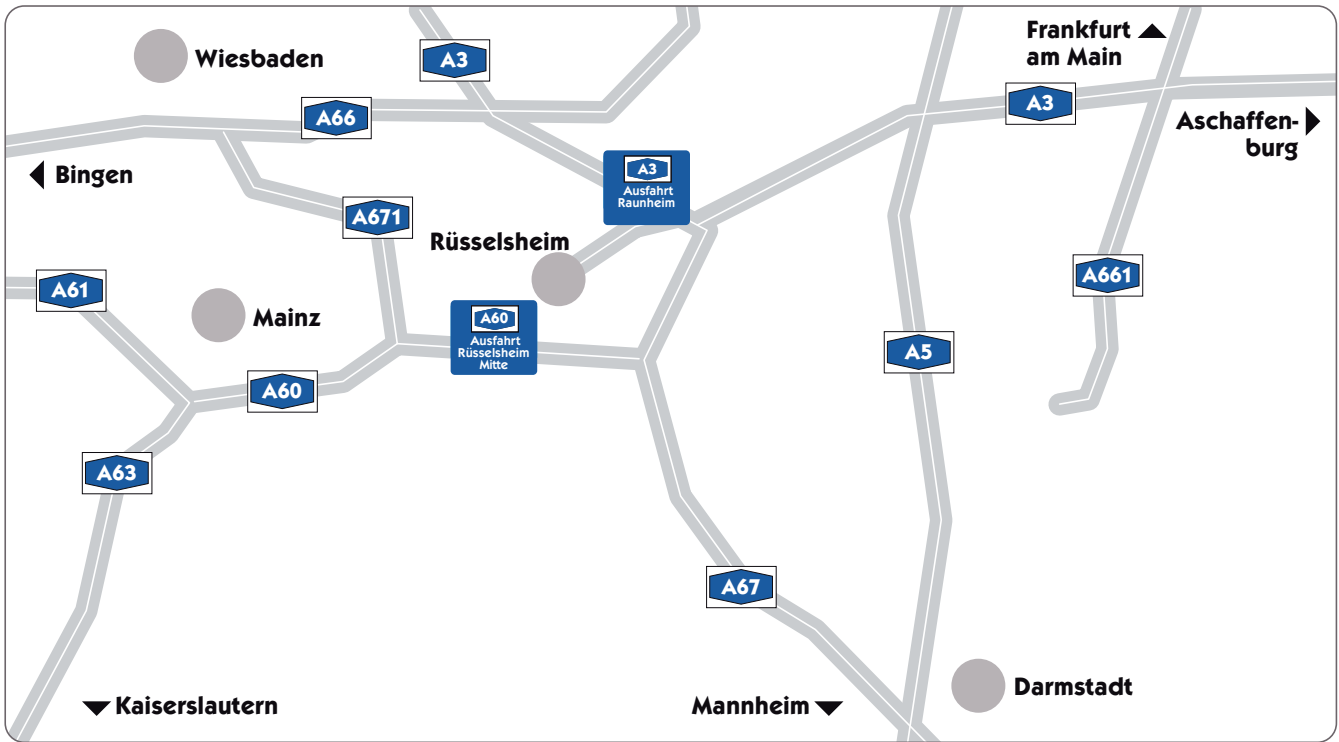 Frankfurt
am Main
Wiesbaden
A3
A66
A3
Aschaffen-
burg
Bingen
A3
Ausfahrt
Raunheim
A671
Rüsselsheim
A661
A61
Mainz
A60
Ausfahrt
Rüsselsheim
Mitte
A5
A60
A63
A67
Kaiserslautern
Mannheim
Darmstadt